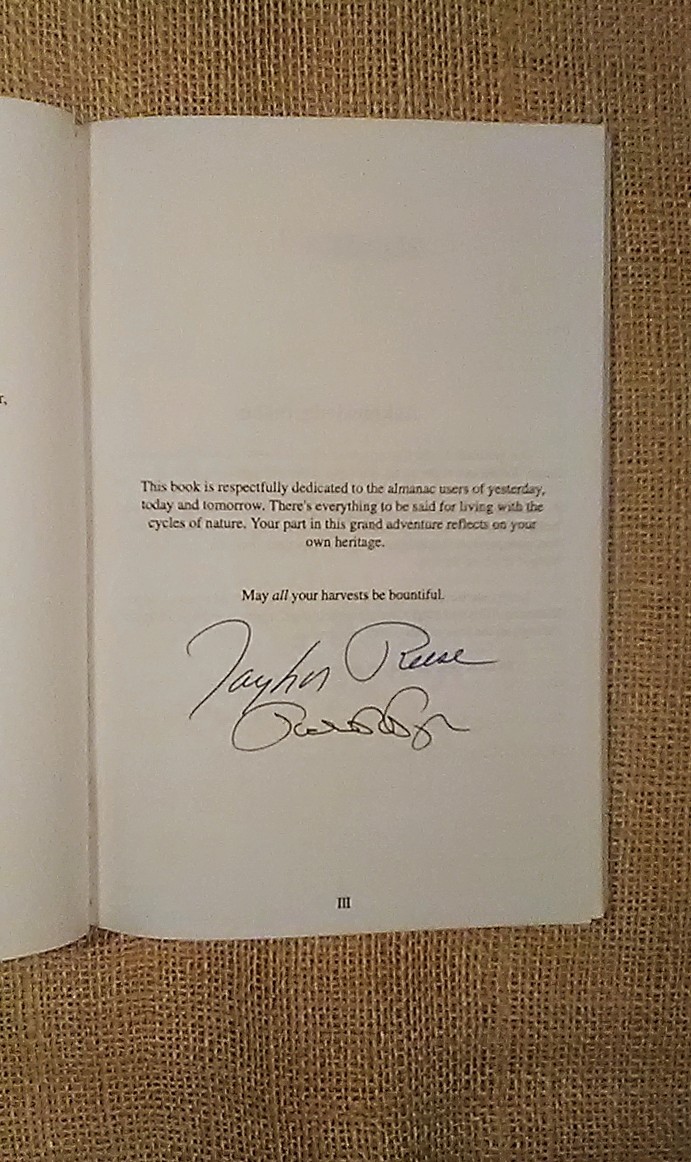 r,
This book is respectfully dedicated to the almanac users of yesterday,
today and tomorrow. There's everything to be said for living with the
cycles of nature. Your part in this grand adventure reflects on your
own heritage.
May all your harvests be bountiful.
Taylor Reese
III